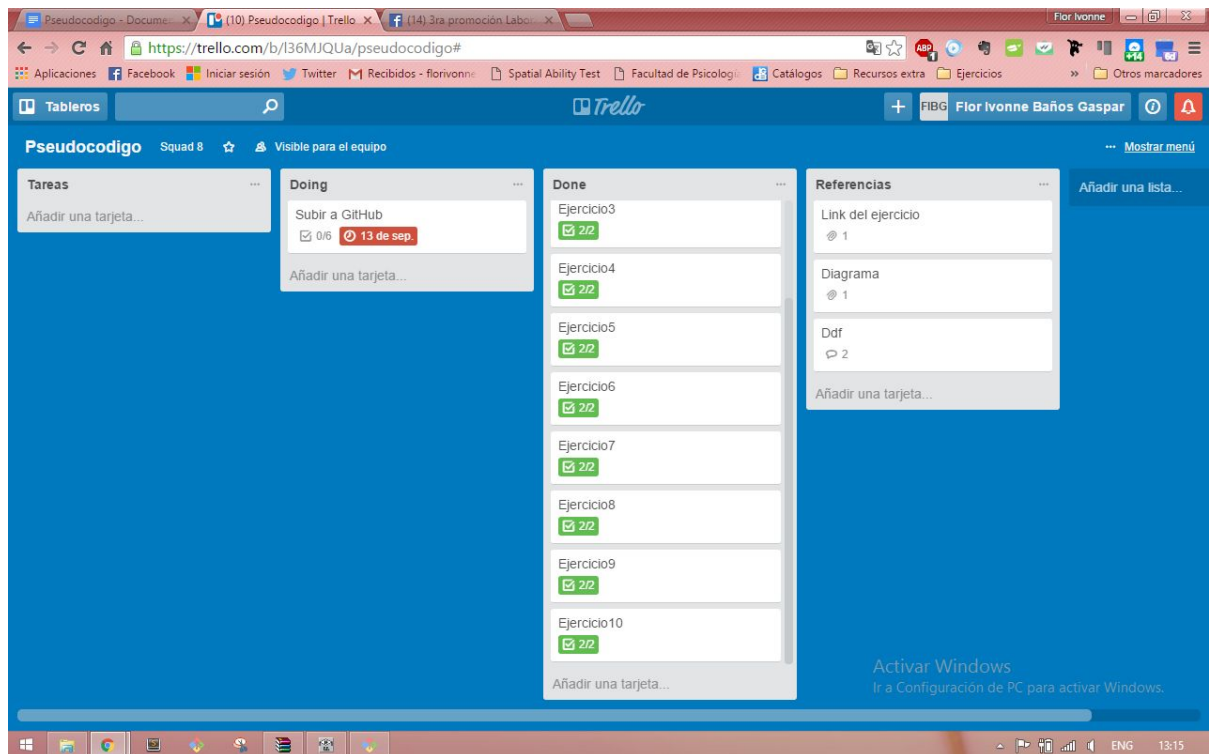 Pseudocodigo - Docume
(10) Pseudocodigo | Trello
(14) 3ra promoción Labor
Flor Ivonne
https://trello.com/b/l36MJQUa/pseudocodigo#
Aplicaciones Facebook Iniciar sesión Twitter Recibidos - florivonne Spatial Ability Test Facultad de Psicologí Catálogos Recursos extra Ejercicios » Otros marcadores
Tableros
Trello
+ FIBG Flor Ivonne Baños Gaspar
Pseudocodigo Squad 8 Visible para el equipo
··· Mostrar menú
Tareas
Añadir una tarjeta...
Doing
Subir a GitHub
0/6 13 de sep.
Añadir una tarjeta...
Done
Ejercicio3
2/2
Ejercicio4
2/2
Ejercicio5
2/2
Ejercicio6
2/2
Ejercicio7
2/2
Ejercicio8
2/2
Ejercicio9
2/2
Ejercicio10
2/2
Añadir una tarjeta...
Referencias
Link del ejercicio
1
Diagrama
1
Ddf
2
Añadir una tarjeta...
Añadir una lista...
Activar Windows
Ir a Configuración de PC para activar Windows.
ENG 13:15